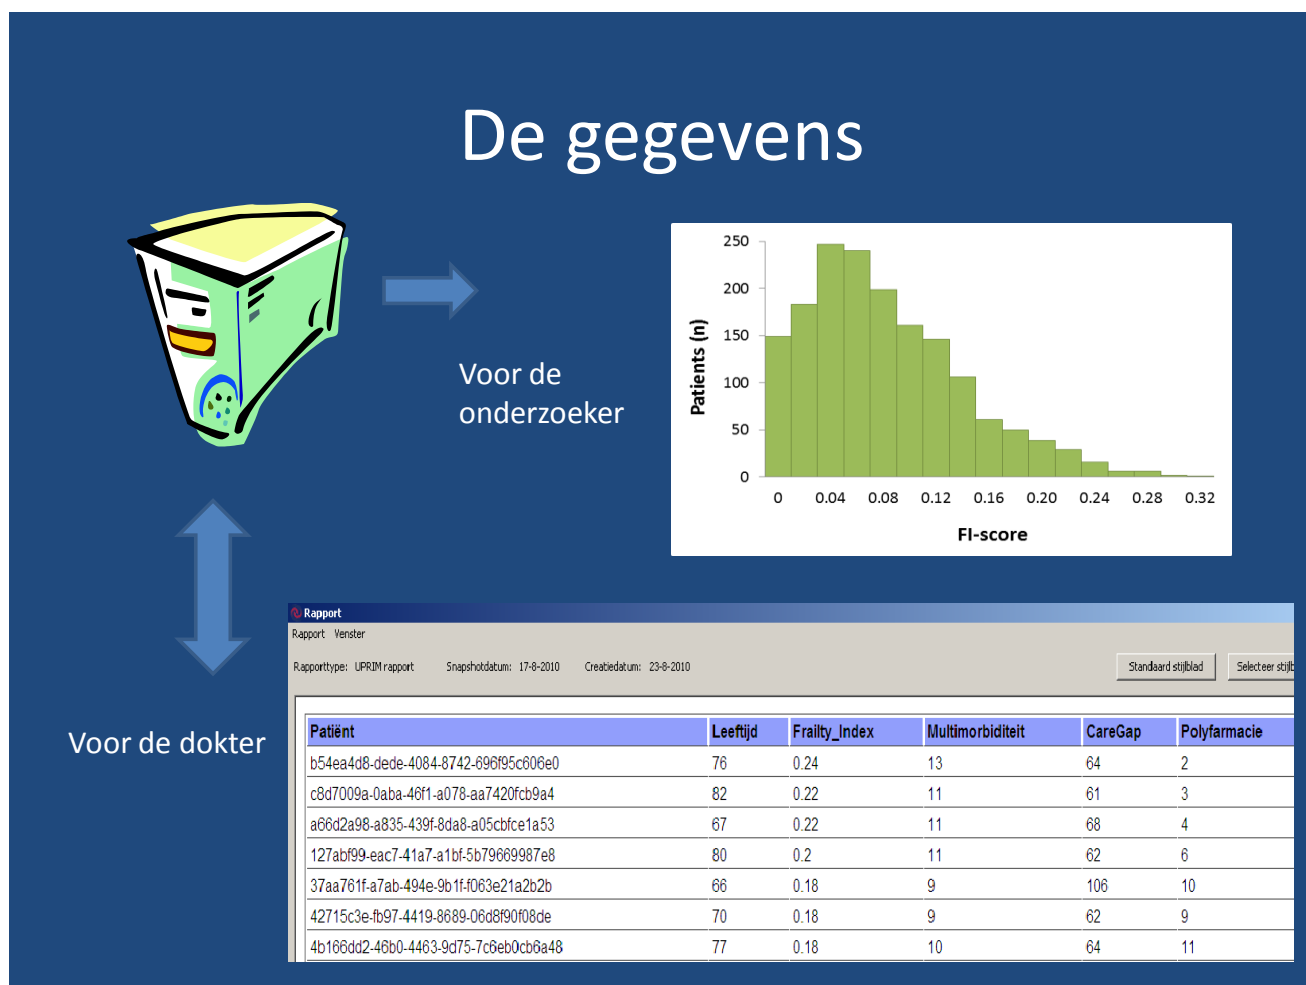 De gegevens
Voor de
onderzoeker
250
200
150
100
50
0
Patients (n)
0 0.04 0.08 0.12 0.16 0.20 0.24 0.28 0.32
FI-score
Voor de dokter
Rapport
Rapport Venster
Rapporttype: UPRIM rapport Snapshotdatum: 17-8-2010 Creatiedatum: 23-8-2010 Standaard stijlblad Selecteer stijlb
Patiënt Leeftijd Frailty_Index Multimorbiditeit CareGap Polyfarmacie
b54ea4d8-dede-4084-8742-696f95c606e0 76 0.24 13 64 2
c8d7009a-0aba-46f1-a078-aa7420fcb9a4 82 0.22 11 61 3
a66d2a98-a835-439f-8da8-a05cbfce1a53 67 0.22 11 68 4
127abf99-eac7-41a7-a1bf-5b79669987e8 80 0.2 11 62 6
37aa761f-a7ab-494e-9b1f-f063e21a2b2b 66 0.18 9 106 10
42715c3e-fb97-4419-8689-06d8f90f08de 70 0.18 9 62 9
4b166dd2-46b0-4463-9d75-7c6eb0cb6a48 77 0.18 10 64 11